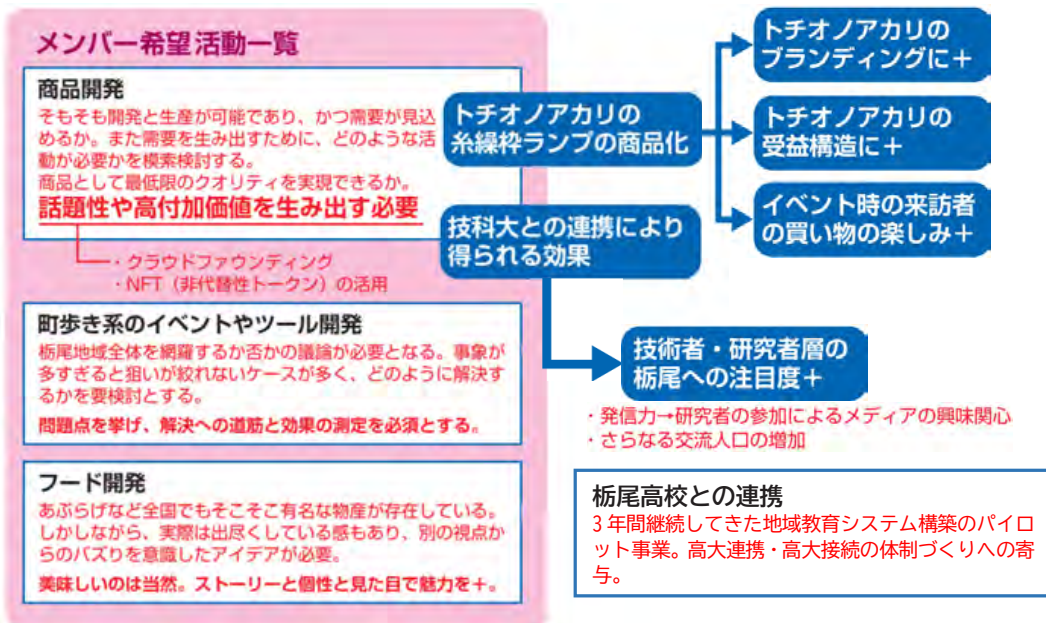 メンバー希望活動一覧
商品開発
そもそも開発と生産が可能であり、かつ需要が見込
めるか。また需要を生み出すために、どのような活
動が必要かを模索検討する。
商品として最低限のクオリティを実現できるか。
話題性や高付加価値を生み出す必要
・クラウドファウンディング
・NFT（非代替性トークン）の活用
町歩き系のイベントやツール開発
栃尾地域全体を網羅するか否かの議論が必要となる。事象が
多すぎると狙いが絞れないケースが多く、どのように解決す
るかを要検討とする。
問題点を挙げ、解決への道筋と効果の測定を必須とする。
フード開発
あぶらげなど全国でもそこそこ有名な物産が存在している。
しかしながら、実際は出尽くしている感もあり、別の視点か
らのバズりを意識したアイデアが必要。
美味しいのは当然。ストーリーと個性と見た目で魅力を＋。
トチオノアカリの
糸繰枠ランプの商品化
技科大との連携により
得られる効果
トチオノアカリの
ブランディングに＋
トチオノアカリの
受益構造に＋
イベント時の来訪者
の買い物の楽しみ＋
技術者・研究者層の
栃尾への注目度＋
・発信力→研究者の参加によるメディアの興味関心
・さらなる交流人口の増加
栃尾高校との連携
3年間継続してきた地域教育システム構築のパイロ
ット事業。高大連携・高大接続の体制づくりへの寄
与。